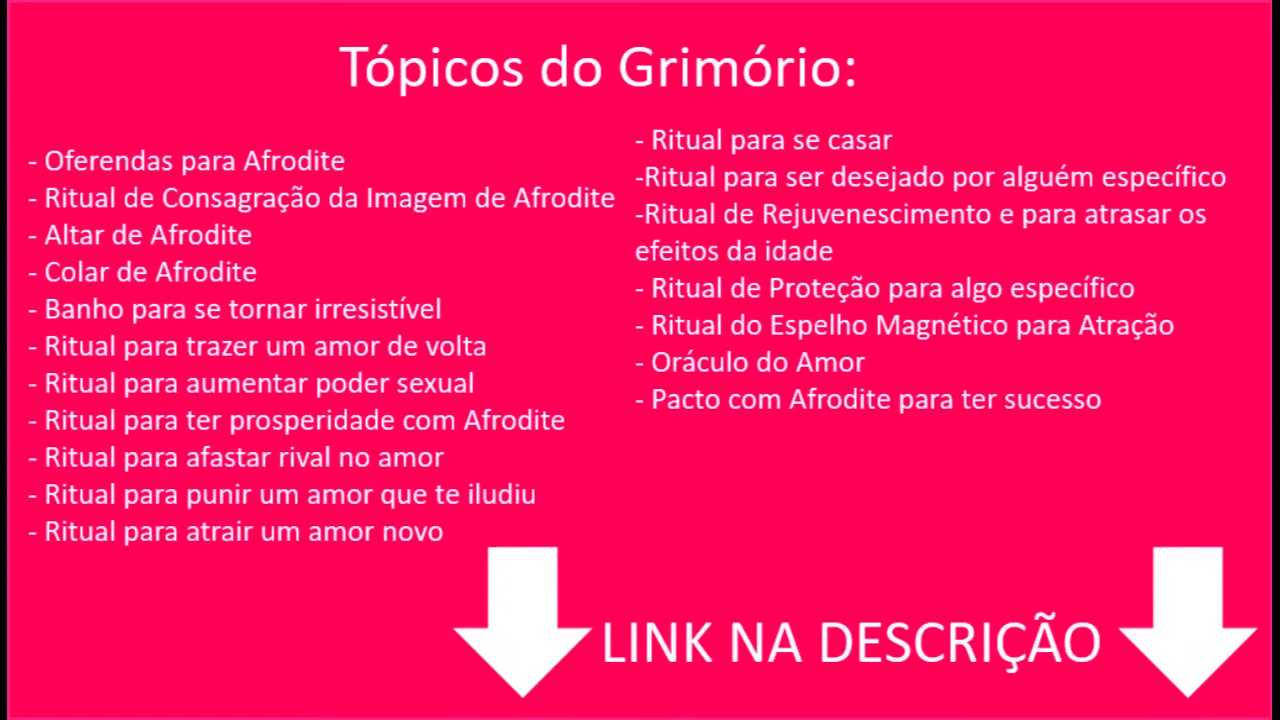 Tópicos do Grimório:
- Oferendas para Afrodite
- Ritual de Consagração da Imagem de Afrodite
- Altar de Afrodite
- Colar de Afrodite
- Banho para se tornar irresistível
- Ritual para trazer um amor de volta
- Ritual para aumentar poder sexual
- Ritual para ter prosperidade com Afrodite
- Ritual para afastar rival no amor
- Ritual para punir um amor que te iludiu
- Ritual para atrair um amor novo
- Ritual para se casar
-Ritual para ser desejado por alguém específico
-Ritual de Rejuvenescimento e para atrasar os
efeitos da idade
- Ritual de Proteção para algo específico
- Ritual do Espelho Magnético para Atração
- Oráculo do Amor
- Pacto com Afrodite para ter sucesso
LINK NA DESCRIÇÃO